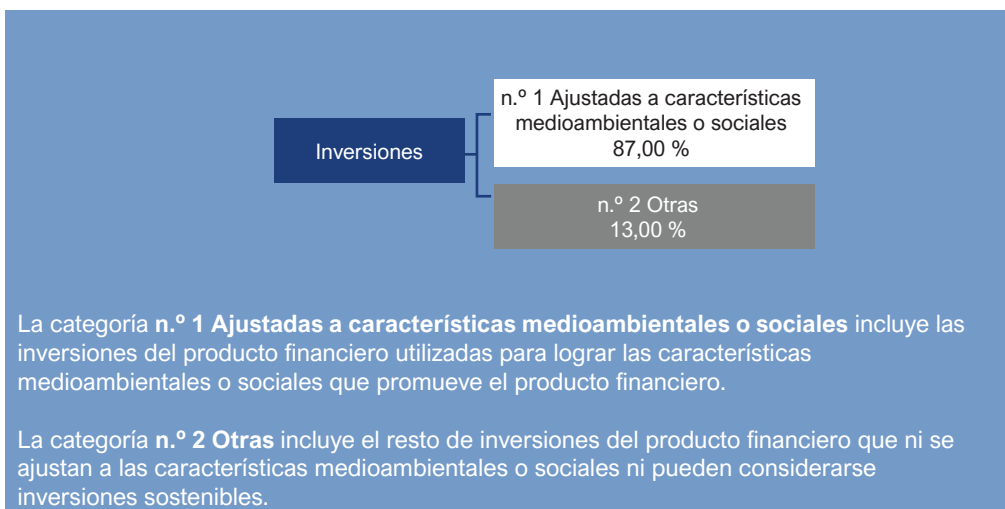 n.º 1 Ajustadas a características
medioambientales o sociales
87,00 %
Inversiones
n.º 2 Otras
13,00 %
La categoría n.º 1 Ajustadas a características medioambientales o sociales incluye las
inversiones del producto financiero utilizadas para lograr las características
medioambientales o sociales que promueve el producto financiero.
La categoría n.º 2 Otras incluye el resto de inversiones del producto financiero que ni se
ajustan a las características medioambientales o sociales ni pueden considerarse
inversiones sostenibles.